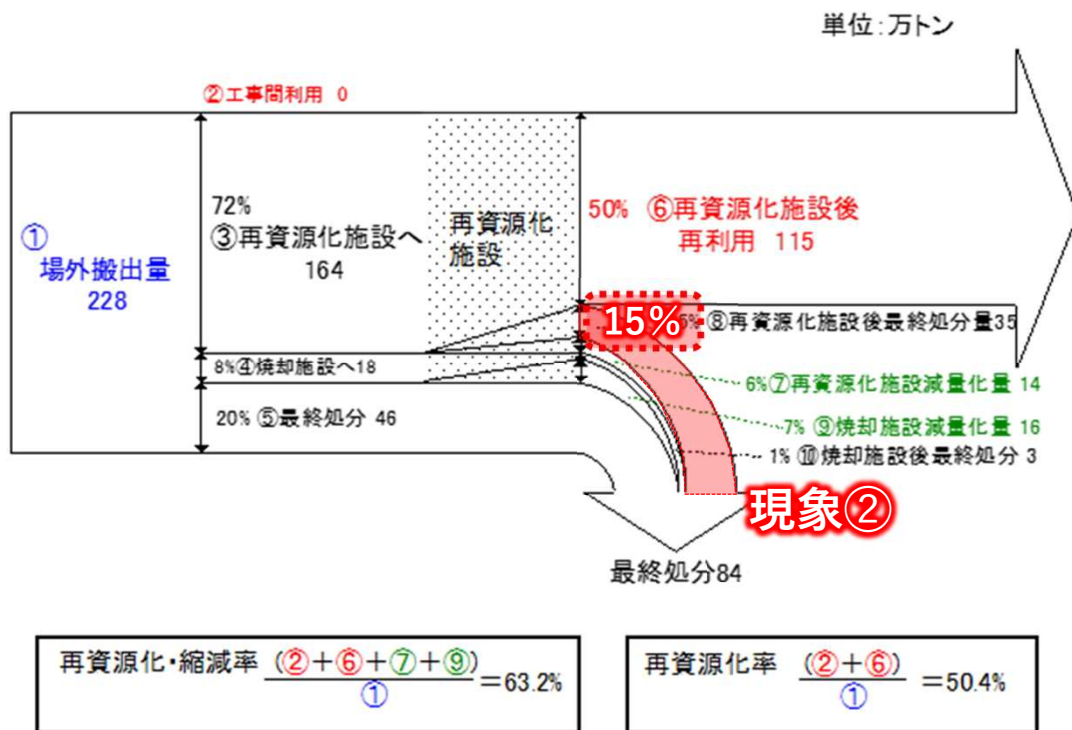 単位:万トン
②工事間利用 0
①
場外搬出量
228
72%
③再資源化施設へ
164
再資源化
施設
50% ⑥再資源化施設後
再利用 115
15%
5% ⑧再資源化施設後最終処分量35
8%④焼却施設へ18
6%⑦再資源化施設減量化量 14
20% ⑤最終処分 46
7% ⑨焼却施設減量化量 16
1% ⑩焼却施設後最終処分 3
現象②
最終処分84
再資源化・縮減率 (②+⑥+⑦+⑨) =63.2%
①
再資源化率 (②+⑥) =50.4%
①